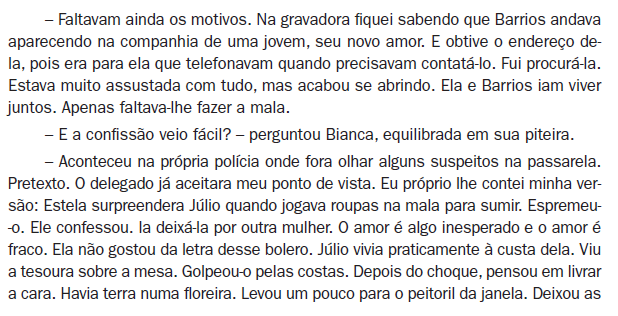 – Faltavam ainda os motivos. Na gravadora fiquei sabendo que Barrios andava
aparecendo na companhia de uma jovem, seu novo amor. E obtive o endereço de-
la, pois era para ela que telefonavam quando precisavam contatá-lo. Fui procurá-la.
Estava muito assustada com tudo, mas acabou se abrindo. Ela e Barrios iam viver
juntos. Apenas faltava-lhe fazer a mala.
– E a confissão veio fácil? – perguntou Bianca, equilibrada em sua piteira.
– Aconteceu na própria polícia onde fora olhar alguns suspeitos na passarela.
Pretexto. O delegado já aceitara meu ponto de vista. Eu próprio lhe contei minha ver-
são: Estela surpreendera Júlio quando jogava roupas na mala para sumir. Espremeu-
-o. Ele confessou. Ia deixá-la por outra mulher. O amor é algo inesperado e o amor é
fraco. Ela não gostou da letra desse bolero. Júlio vivia praticamente à custa dela. Viu
a tesoura sobre a mesa. Golpeou-o pelas costas. Depois do choque, pensou em livrar
a cara. Havia terra numa floreira. Levou um pouco para o peitoril da janela. Deixou as